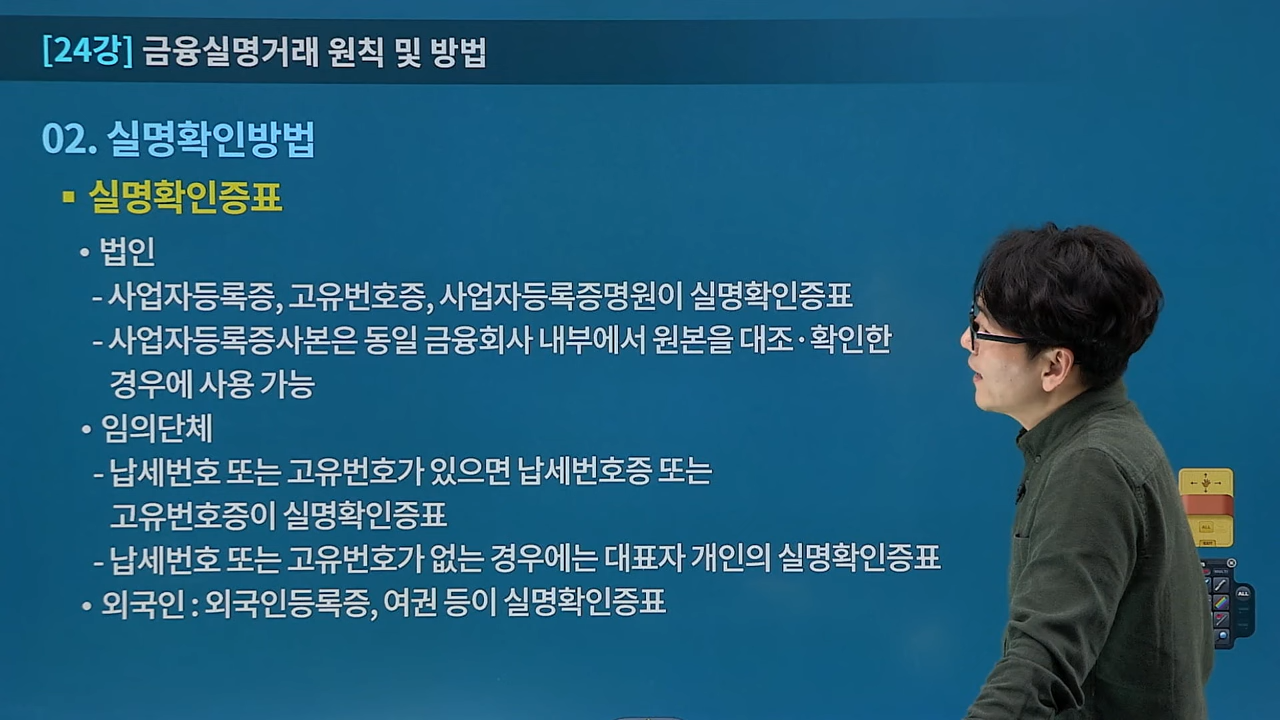 [24강] 금융실명거래 원칙 및 방법
02. 실명확인방법
▪ 실명확인증표
• 법인
- 사업자등록증, 고유번호증, 사업자등록증명원이 실명확인증표
- 사업자등록증사본은 동일 금융회사 내부에서 원본을 대조·확인한
경우에 사용 가능
• 임의단체
- 납세번호 또는 고유번호가 있으면 납세번호증 또는
고유번호증이 실명확인증표
- 납세번호 또는 고유번호가 없는 경우에는 대표자 개인의 실명확인증표
• 외국인 : 외국인등록증, 여권 등이 실명확인증표
ALL